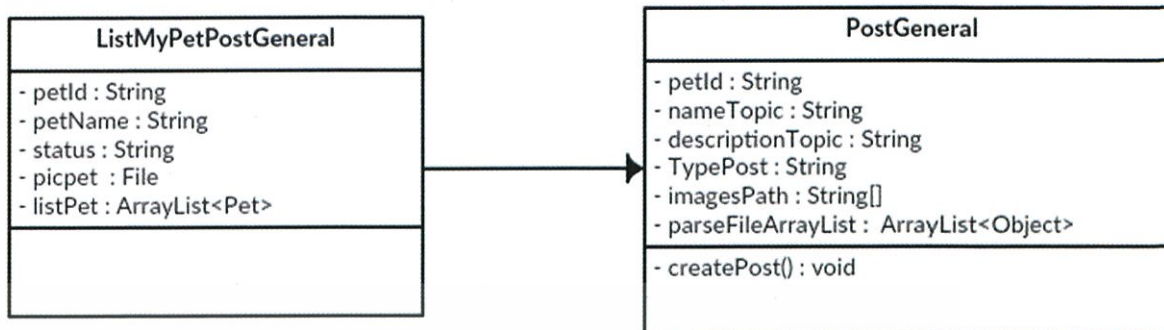 ListMyPetPostGeneral
- petId : String
- petName : String
- status : String
- picpet : File
- listPet : ArrayList<Pet>
PostGeneral
- petId : String
- nameTopic : String
- descriptionTopic : String
- TypePost : String
- imagesPath : String[]
- parseFileArrayList : ArrayList<Object>
- createPost() : void